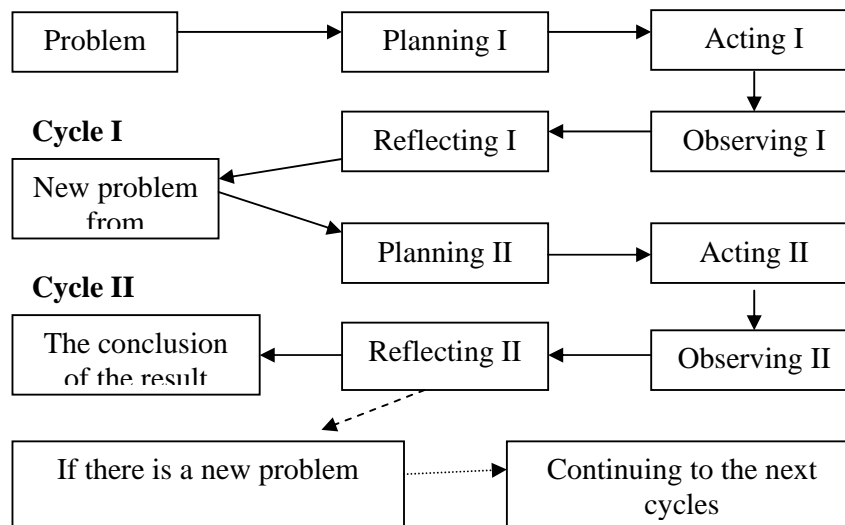 Problem
Planning I
Acting I
Cycle I
Reflecting I
Observing I
New problem
from
Planning II
Acting II
Cycle II
The conclusion
of the result
Reflecting II
Observing II
If there is a new problem
Continuing to the next
cycles